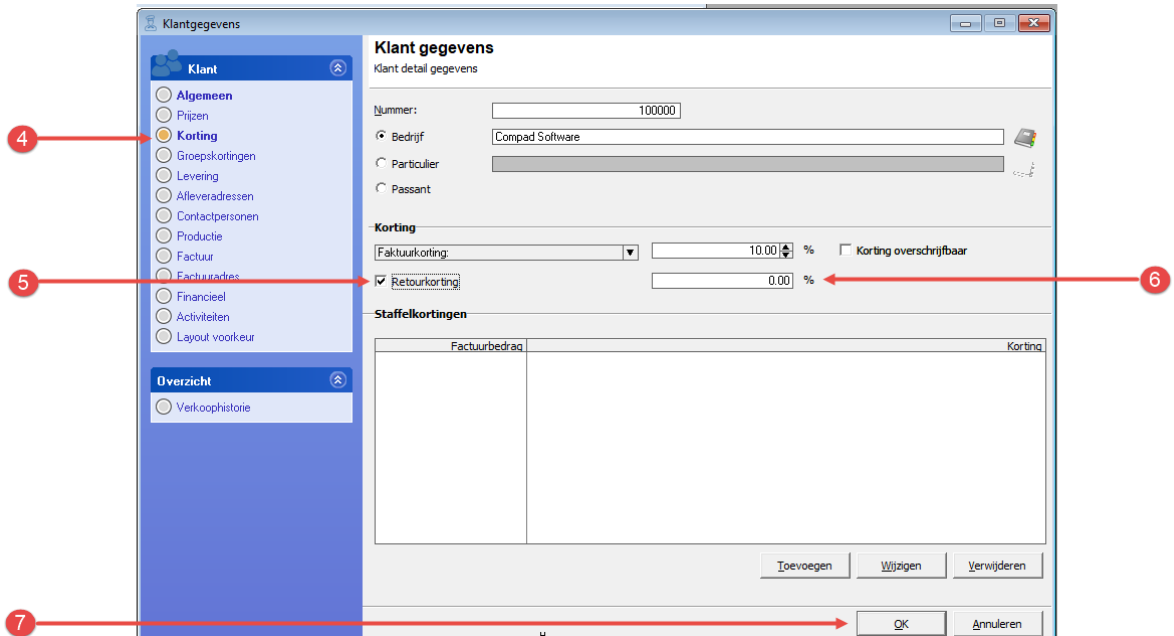 Klantgegevens
Klant
Algemeen
Prijzen
4
Korting
Groepskortingen
Levering
Afleveradressen
Contactpersonen
Productie
Factuur
Factuuradres
Financieel
Activiteiten
Layout voorkeur
Overzicht
Verkoophistorie
Klant gegevens
Klant detail gegevens
Nummer: 100000
Bedrijf Compad Software
Particulier
Passant
Korting
Faktuurkorting: 10.00 % Korting overschrijfbaar
5 Retourkorting 0.00 % 6
Staffelkortingen
Factuurbedrag Korting
Toevoegen Wijzigen Verwijderen
7 OK Annuleren